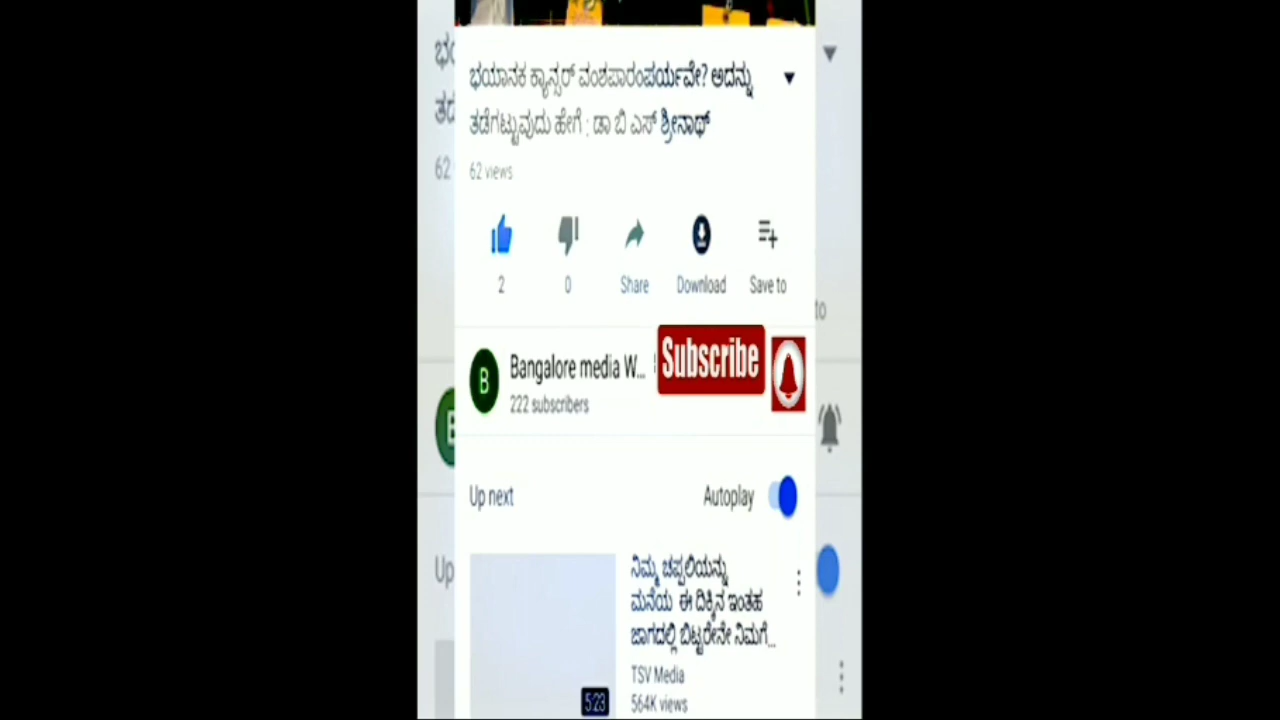 ಭಯಾನಕ ಕ್ಯಾನ್ಸರ್ ವಂಶಪಾರಂಪರ್ಯವೇ? ಅದನ್ನು
ತಡೆಗಟ್ಟುವುದು ಹೇಗೆ ; ಡಾ ಬಿ ಎಸ್ ಶ್ರೀನಾಥ್
62 views
2
0
Share
Download
Save to
B
Bangalore media W...
Subscribe
222 subscribers
Up next
Autoplay
ನಿಮ್ಮ ಚಪ್ಪಲಿಯನ್ನು
ಮನೆಯ ಈ ದಿಕ್ಕಿನ ಇಂತಹ
ಜಾಗದಲ್ಲಿ ಬಿಟ್ಟರೇನೇ ನಿಮಗೆ...
TSV Media
564K views
5:23